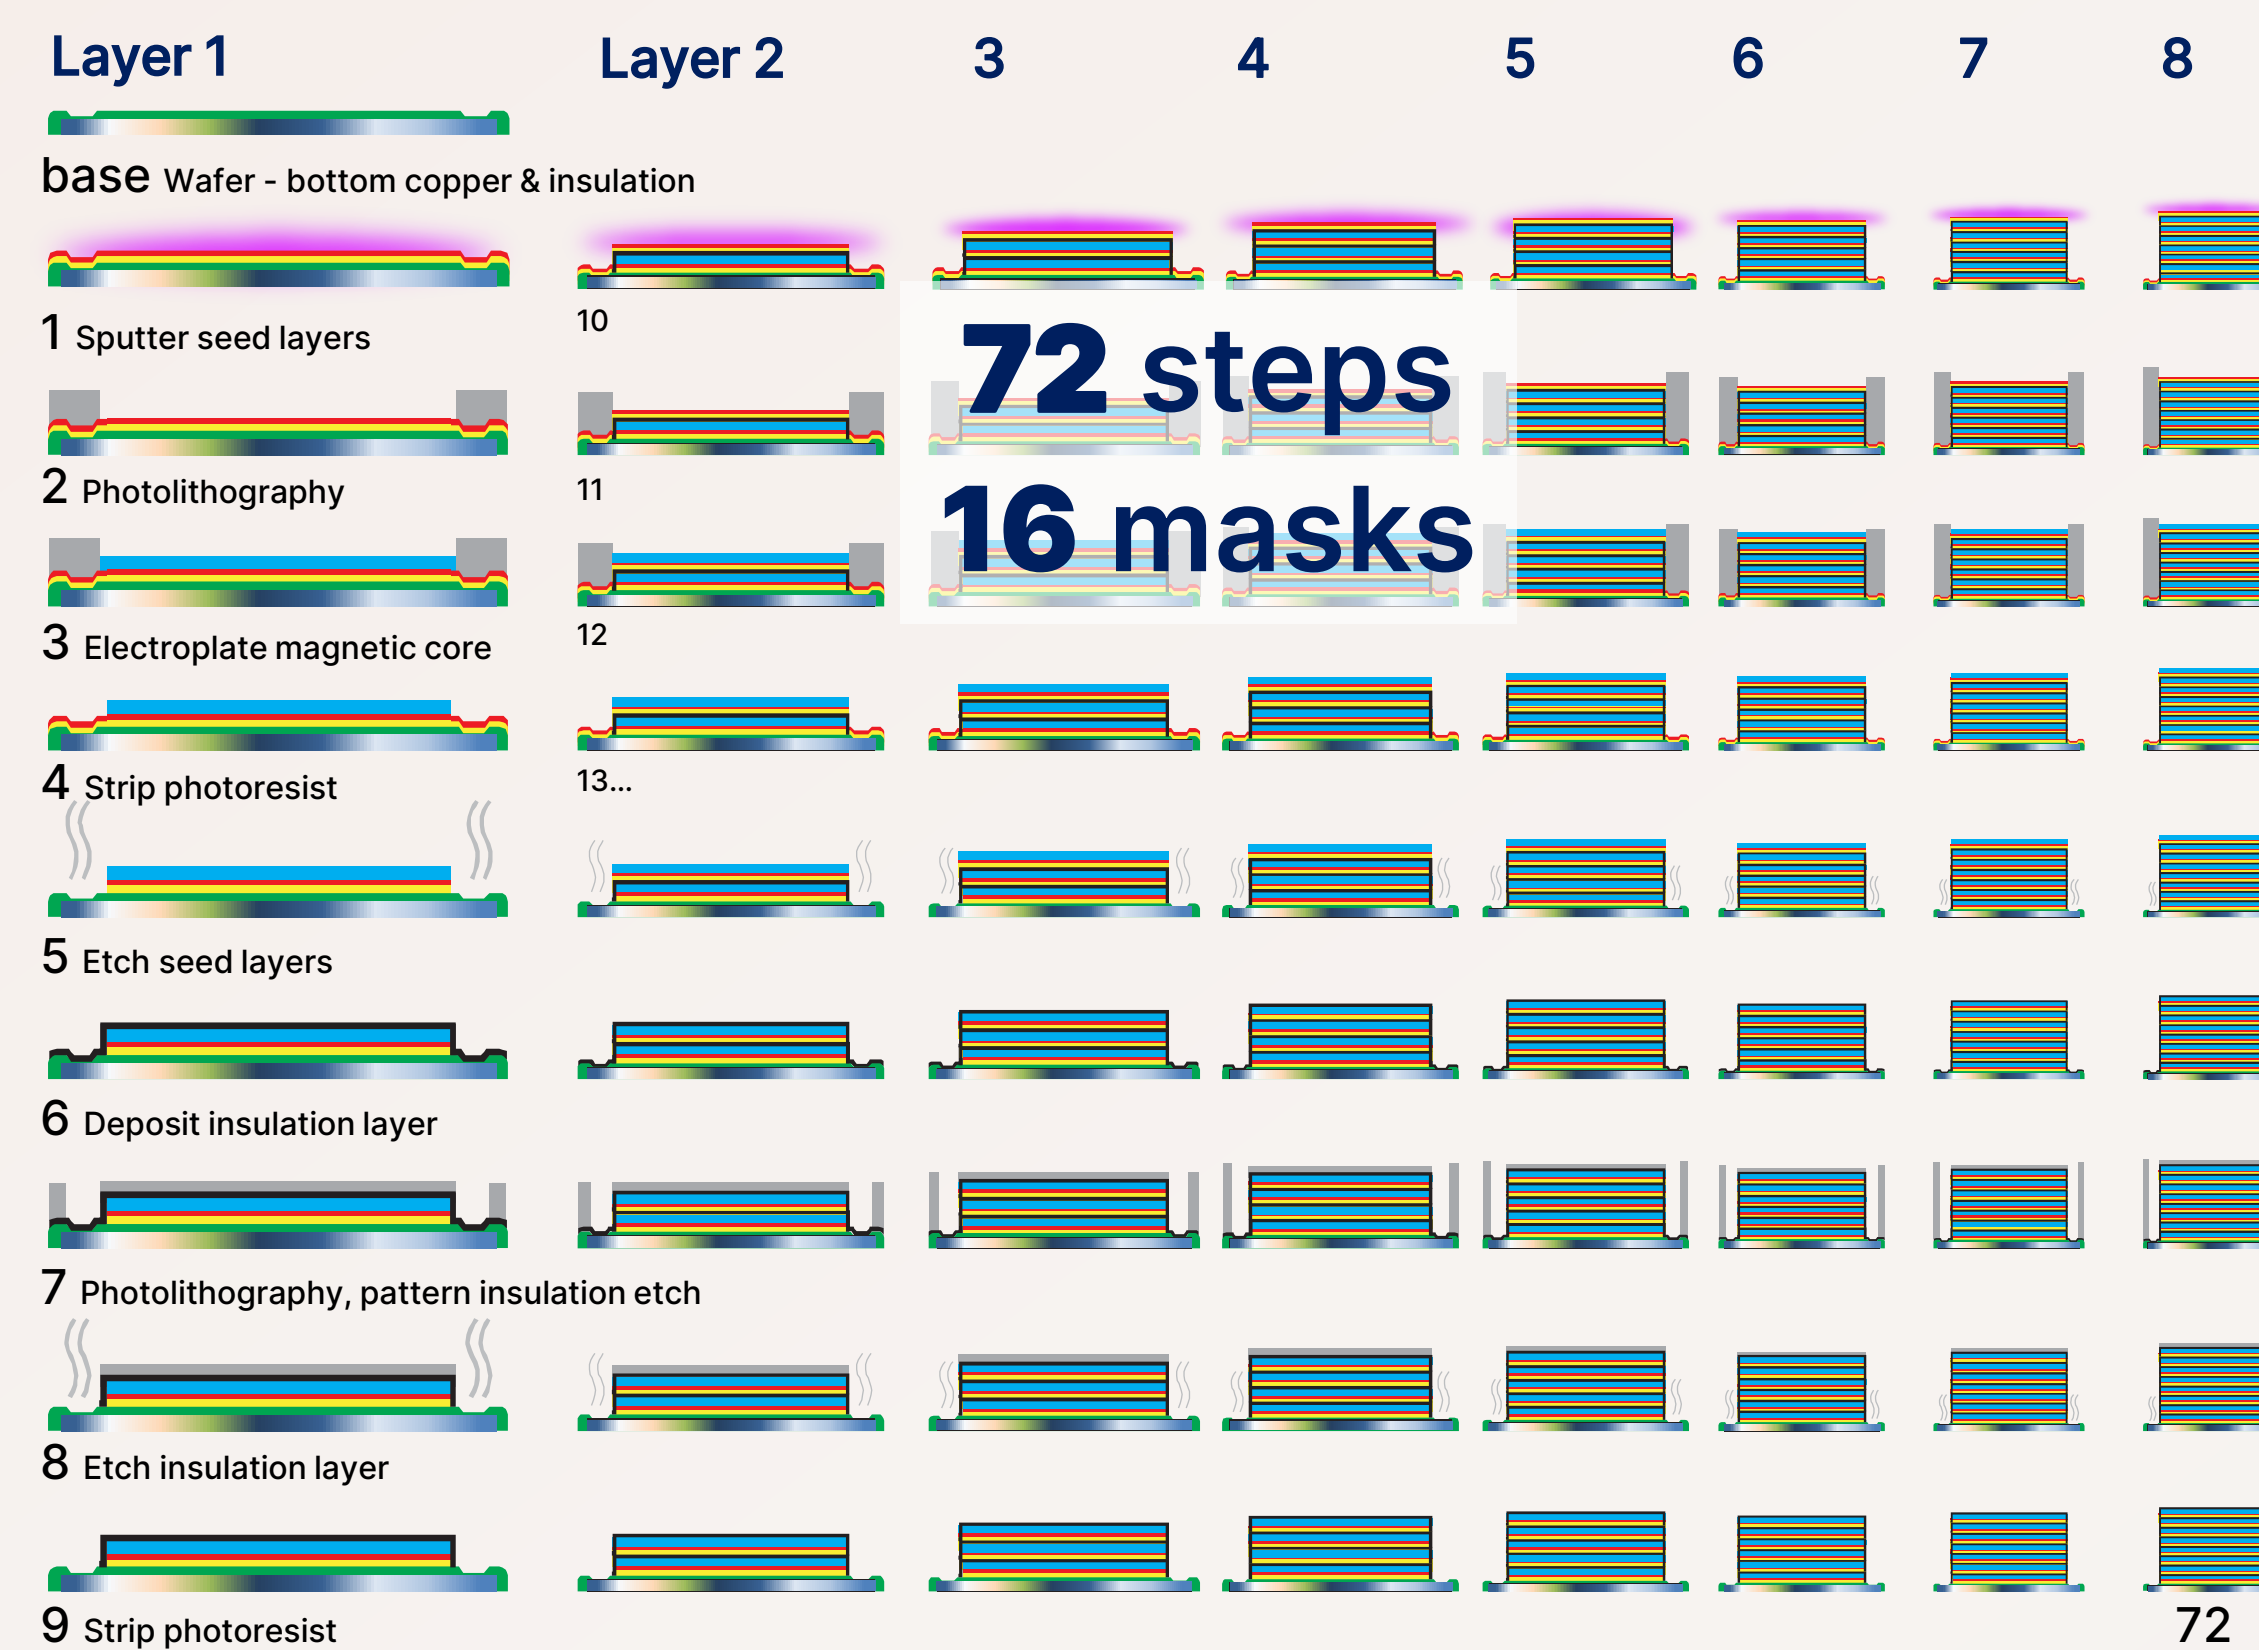 Layer 1 Layer 2 3 4 5 6 7 8
base Wafer - bottom copper & insulation
1 Sputter seed layers
10
72 steps
2 Photolithography
11
16 masks
3 Electroplate magnetic core
12
4 Strip photoresist
13...
5 Etch seed layers
6 Deposit insulation layer
7 Photolithography, pattern insulation etch
8 Etch insulation layer
9 Strip photoresist
72